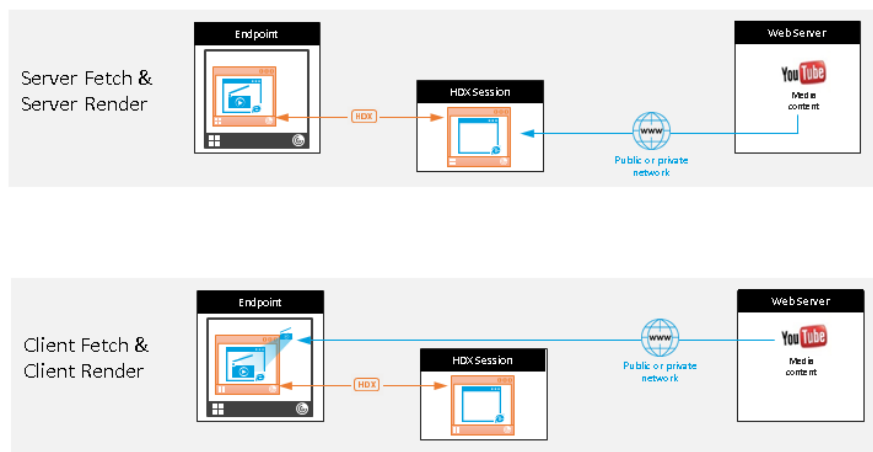 Server Fetch &
Server Render
Endpoint
HDX
HDX Session
WWW
Public or private
network
Web Server
YouTube
Media
content
Client Fetch &
Client Render
Endpoint
HDX
HDX Session
WWW
Public or private
network
Web Server
YouTube
Media
content